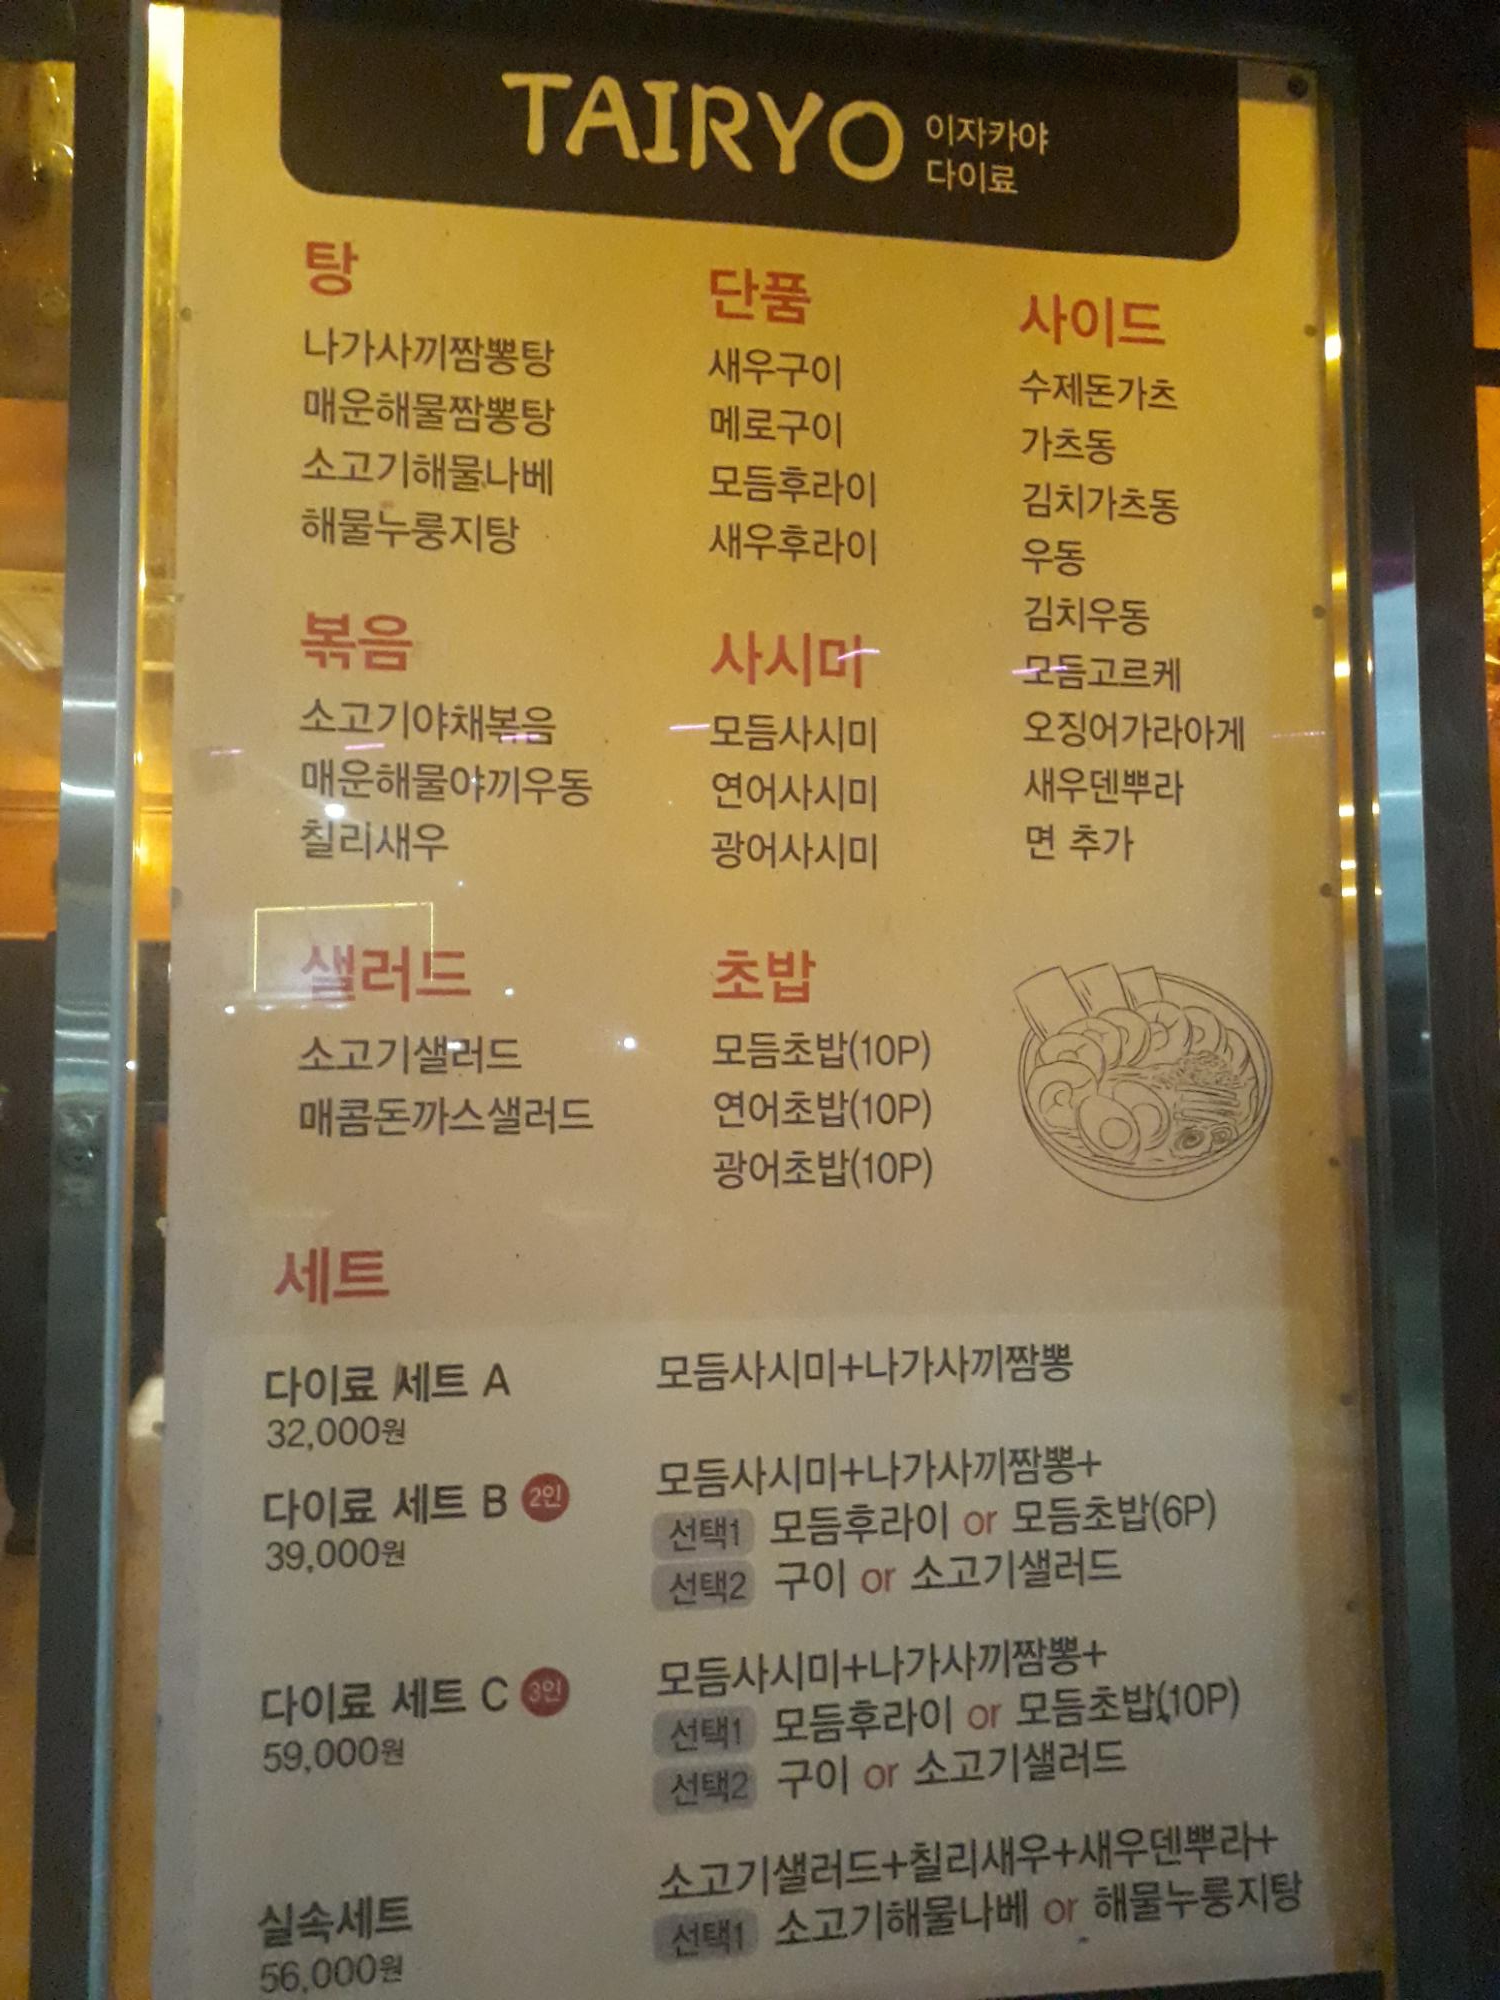 TAIRYO
이자카야
다이료
탕
나가사끼짬뽕탕
매운해물짬뽕탕
소고기해물나베
해물누룽지탕
볶음
소고기야채볶음
매운해물야끼우동
칠리새우
샐러드
소고기샐러드
매콤돈까스샐러드
단품
새우구이
메로구이
모듬후라이
새우후라이
사시미
모듬사시미
연어사시미
광어사시미
초밥
모듬초밥(10P)
연어초밥(10P)
광어초밥(10P)
사이드
수제돈가츠
가츠동
김치가츠동
우동
김치우동
모듬고르케
오징어가라아게
새우덴뿌라
면 추가
세트
다이료 세트 A
32,000원
모듬사시미+나가사끼짬뽕
다이료 세트 B 2인
39,000원
모듬사시미+나가사끼짬뽕+
선택1 모듬후라이 or 모듬초밥(6P)
선택2 구이 or 소고기샐러드
다이료 세트 C 3인
59,000원
모듬사시미+나가사끼짬뽕+
선택1 모듬후라이 or 모듬초밥(10P)
선택2 구이 or 소고기샐러드
실속세트
56,000원
소고기샐러드+칠리새우+새우덴뿌라+
선택1 소고기해물나베 or 해물누룽지탕